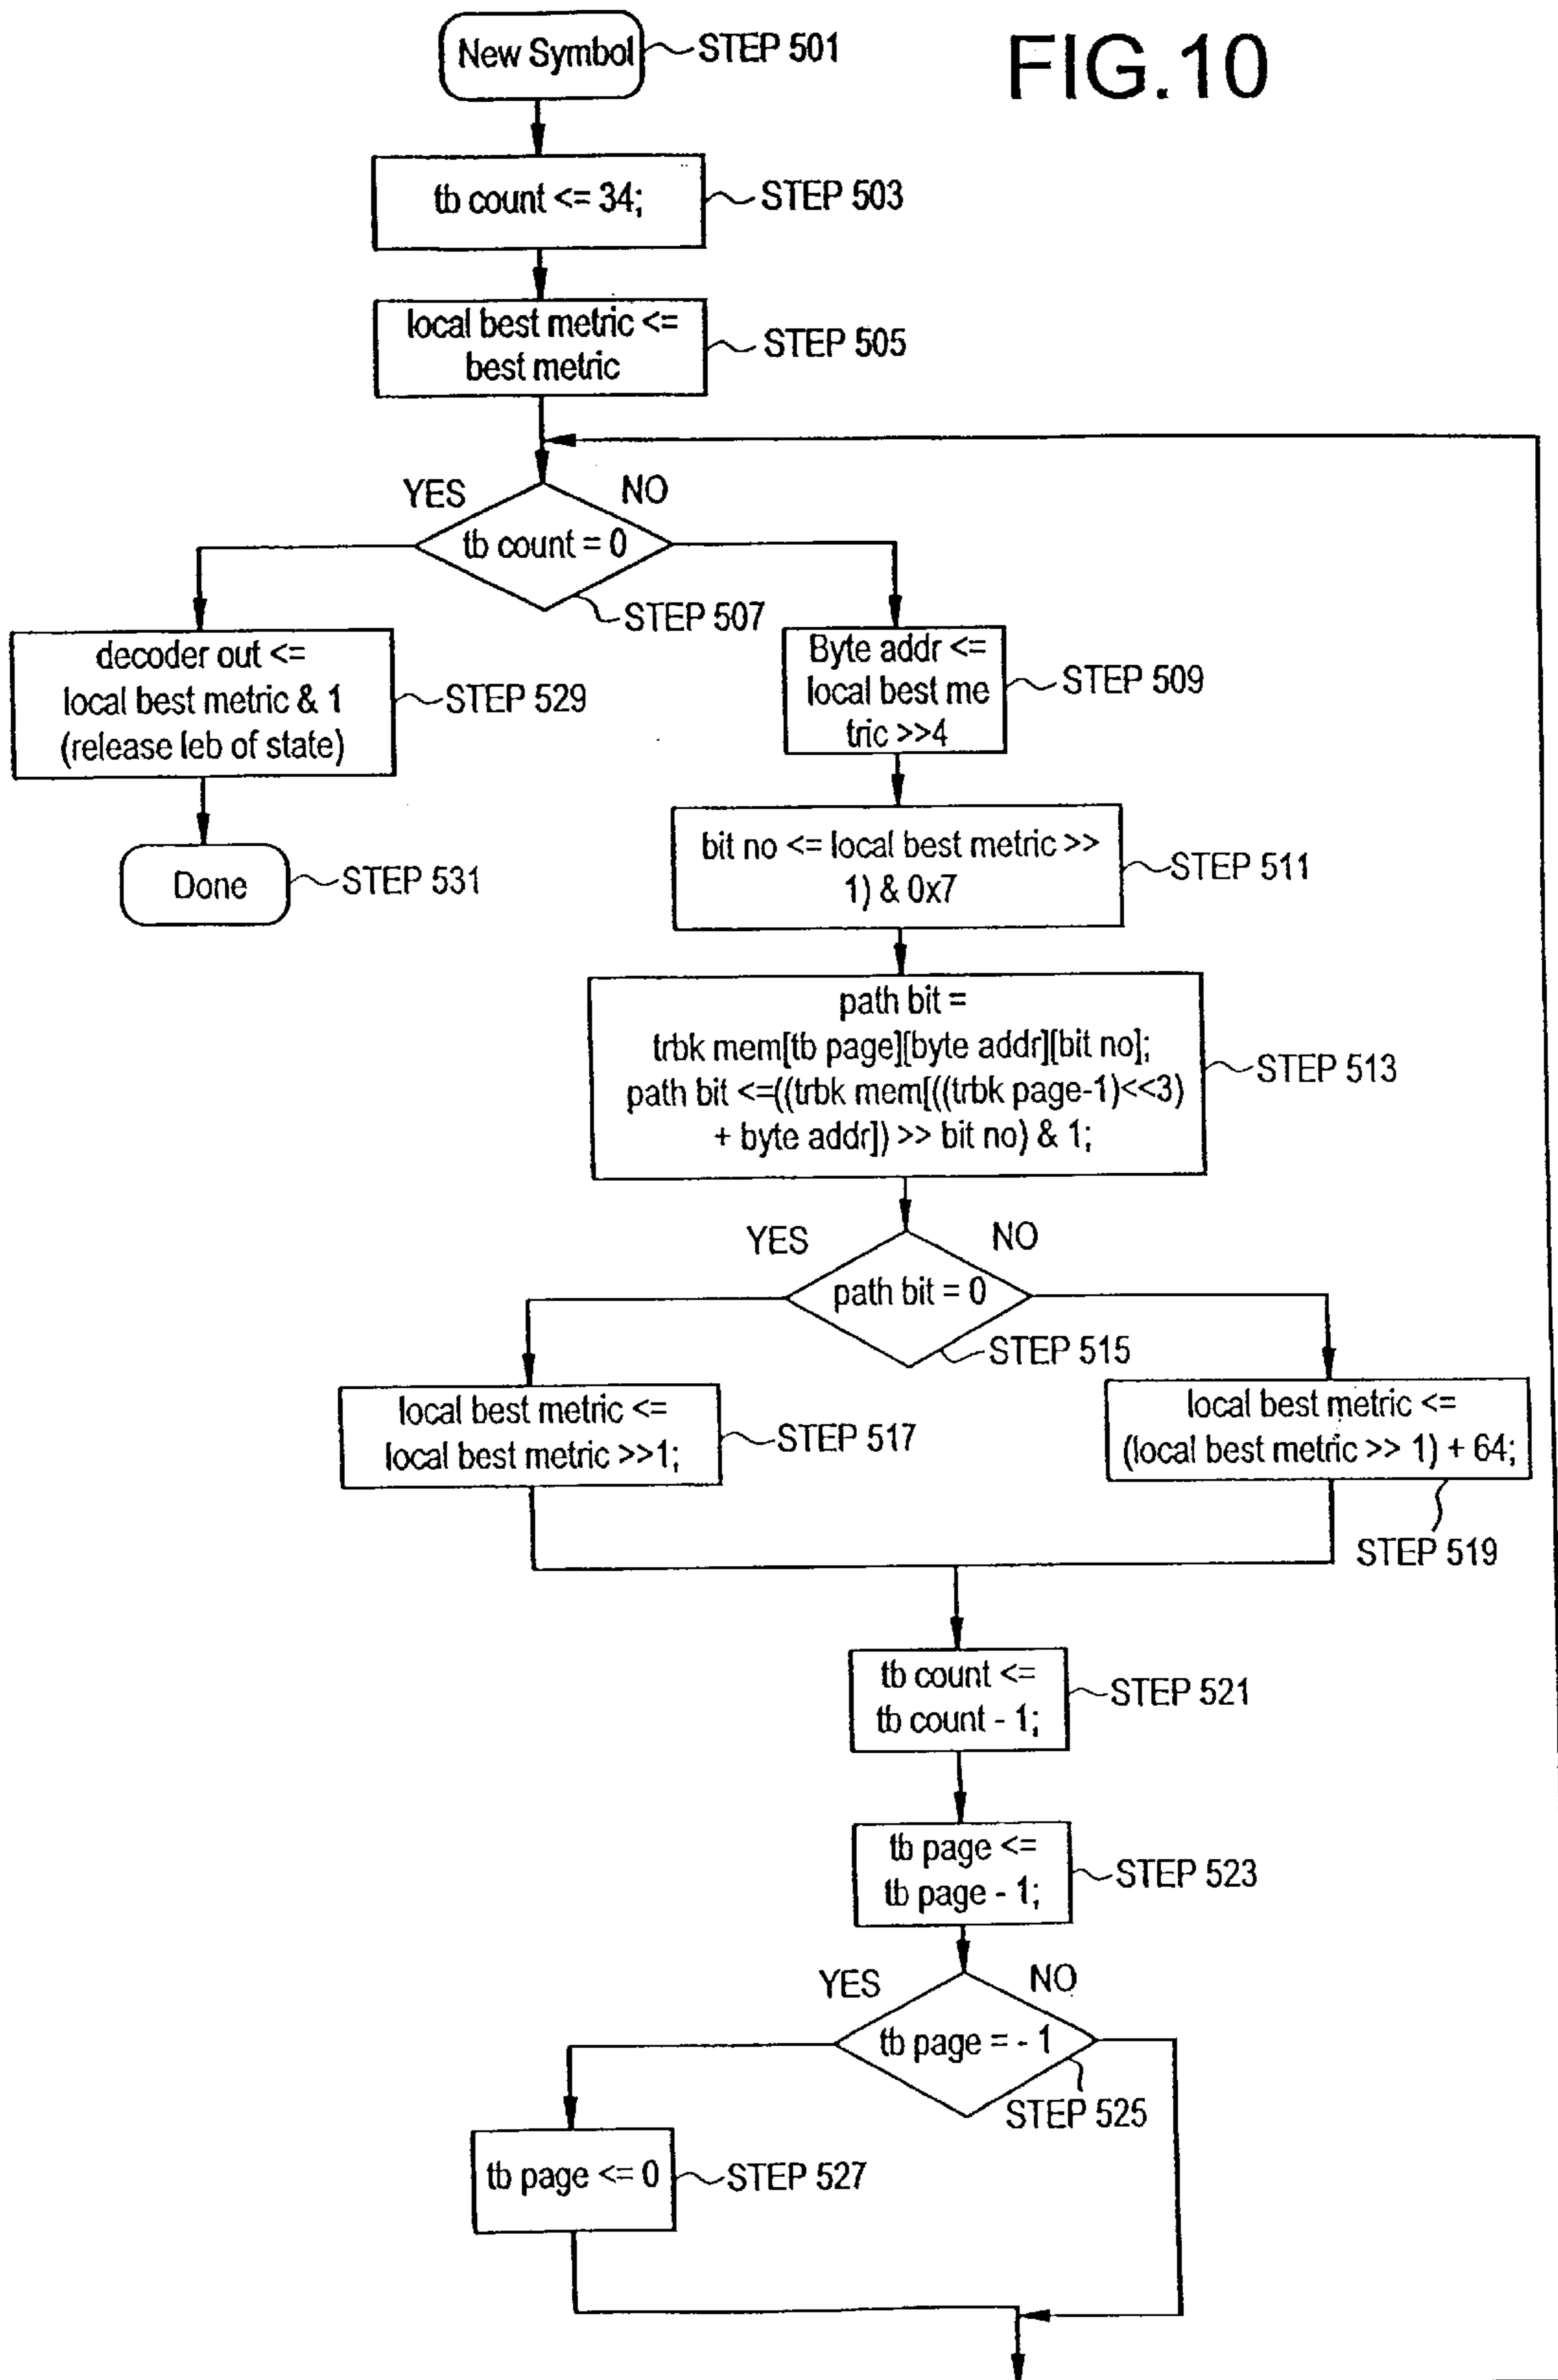 FIG.10
New Symbol
STEP 501
tb count <= 34;
STEP 503
local best metric <=
best metric
STEP 505
YES
NO
tb count = 0
STEP 507
decoder out <=
local best metric & 1
(release leb of state)
STEP 529
Done
STEP 531
Byte addr <=
local best me
tric >>4
STEP 509
bit no <= local best metric >>
1) & 0x7
STEP 511
path bit =
trbk mem[tb page][byte addr][bit no];
path bit <=((trbk mem[((trbk page-1)<<3)
+ byte addr]) >> bit no) & 1;
STEP 513
YES
NO
path bit = 0
STEP 515
local best metric <=
local best metric >>1;
STEP 517
local best metric <=
(local best metric >> 1) + 64;
STEP 519
tb count <=
tb count - 1;
STEP 521
tb page <=
tb page - 1;
STEP 523
YES
NO
tb page = - 1
STEP 525
tb page <= 0
STEP 527